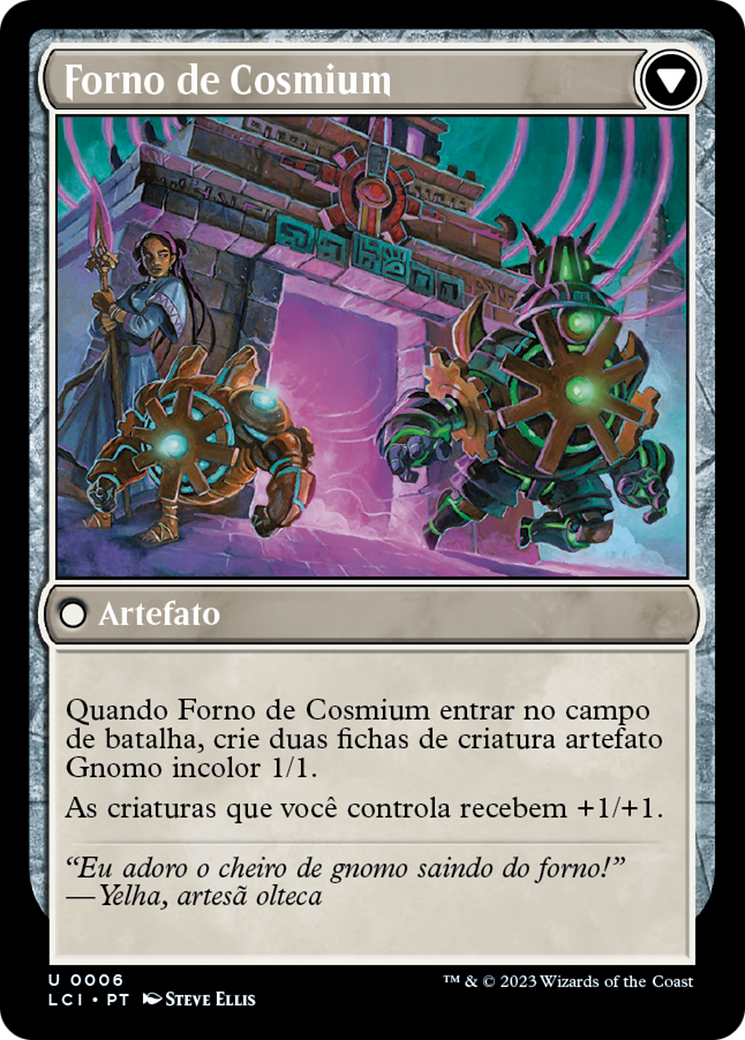 Forno de Cosmium
Artefato
Quando Forno de Cosmium entrar no campo
de batalha, crie duas fichas de criatura artefato
Gnomo incolor 1/1.
As criaturas que você controla recebem +1/+1.
“Eu adoro o cheiro de gnomo saindo do forno!”
—Yelha, artesã olteca
U 0006
LCI • PT Steve Ellis
™ & © 2023 Wizards of the Coast